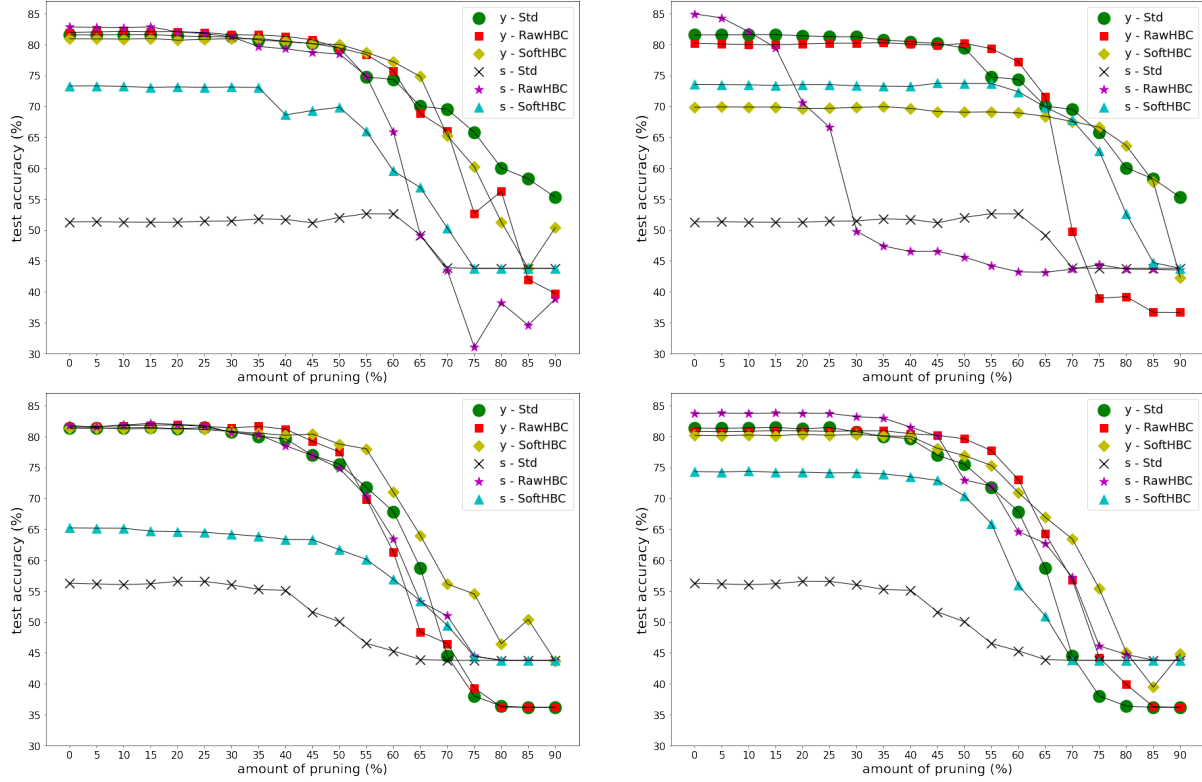 85
80
75
70
65
60
55
50
45
40
35
30
test accuracy (%)
0 5 10 15 20 25 30 35 40 45 50 55 60 65 70 75 80 85 90
amount of pruning (%)
y - Std
y - RawHBC
y - SoftHBC
s - Std
s - RawHBC
s - SoftHBC
85
80
75
70
65
60
55
50
45
40
35
30
test accuracy (%)
0 5 10 15 20 25 30 35 40 45 50 55 60 65 70 75 80 85 90
amount of pruning (%)
y - Std
y - RawHBC
y - SoftHBC
s - Std
s - RawHBC
s - SoftHBC
85
80
75
70
65
60
55
50
45
40
35
30
test accuracy (%)
0 5 10 15 20 25 30 35 40 45 50 55 60 65 70 75 80 85 90
amount of pruning (%)
y - Std
y - RawHBC
y - SoftHBC
s - Std
s - RawHBC
s - SoftHBC
85
80
75
70
65
60
55
50
45
40
35
30
test accuracy (%)
0 5 10 15 20 25 30 35 40 45 50 55 60 65 70 75 80 85 90
amount of pruning (%)
y - Std
y - RawHBC
y - SoftHBC
s - Std
s - RawHBC
s - SoftHBC